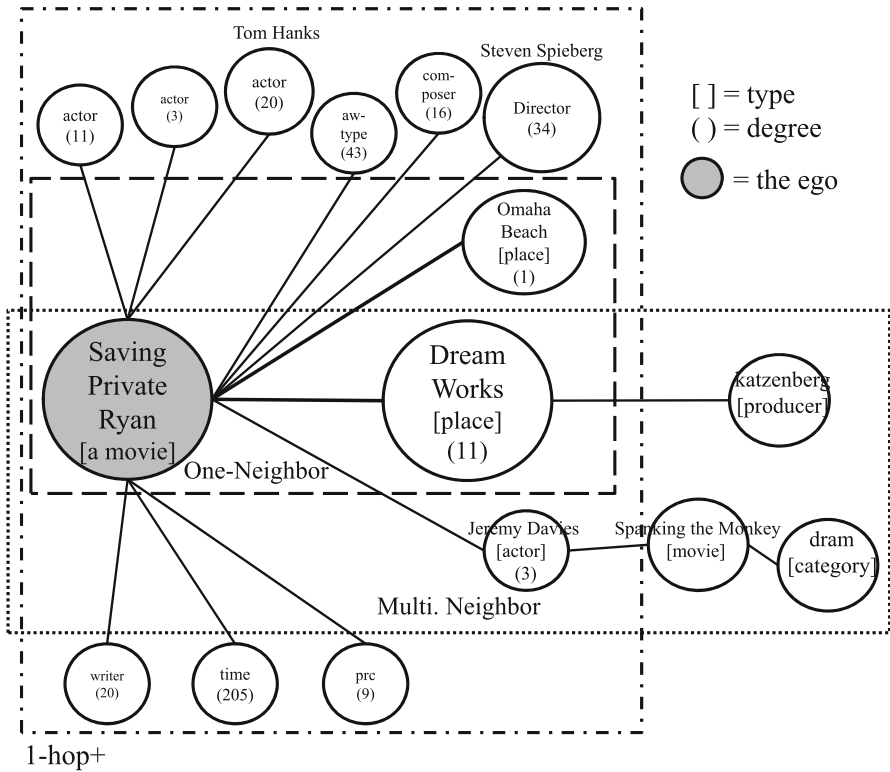 Tom Hanks
Steven Spieberg
actor
(11)
actor
(3)
actor
(20)
aw-
type
(43)
com-
poser
(16)
Director
(34)
[ ] = type
( ) = degree
= the ego
Omaha
Beach
[place]
(1)
Saving
Private
Ryan
[a movie]
Dream
Works
[place]
(11)
katzenberg
[producer]
One-Neighbor
Jeremy Davies
[actor]
(3)
Spanking the Monkey
[movie]
dram
[category]
Multi. Neighbor
writer
(20)
time
(205)
prc
(9)
1-hop+